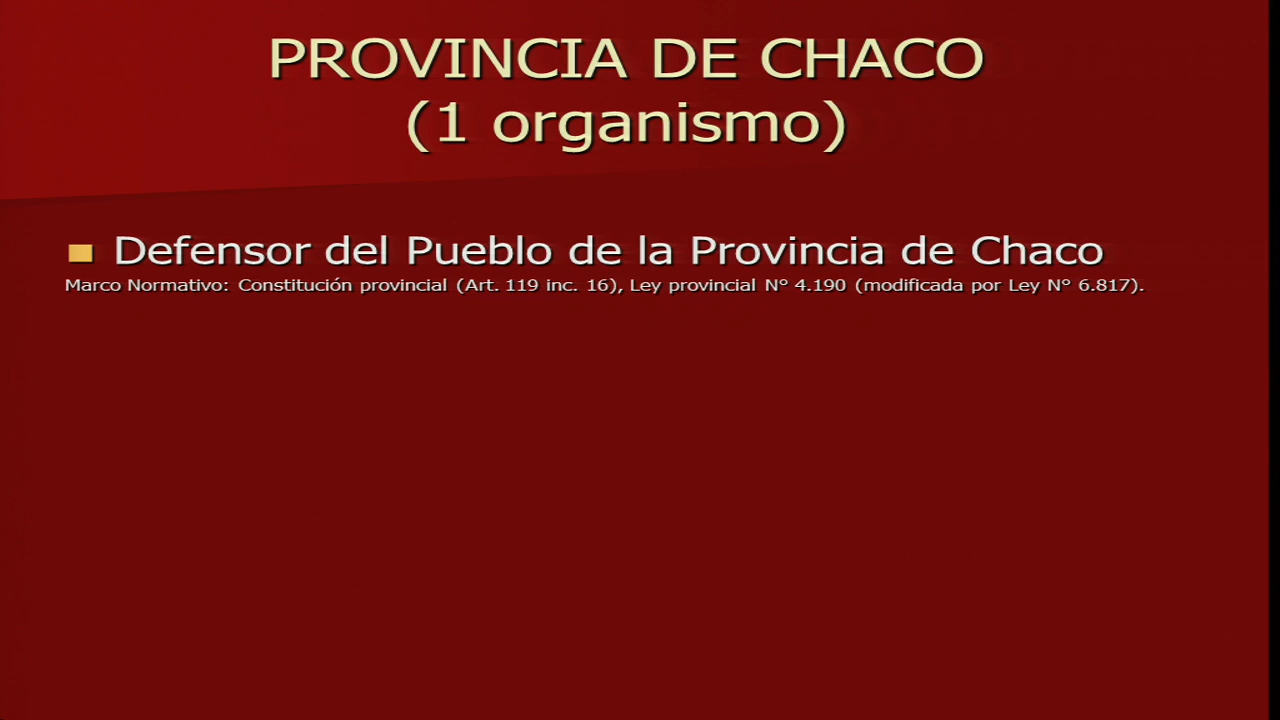 PROVINCIA DE CHACO
(1 organismo)
Defensor del Pueblo de la Provincia de Chaco
Marco Normativo: Constitución provincial (Art. 119 inc. 16), Ley provincial N° 4.190 (modificada por Ley N° 6.817).